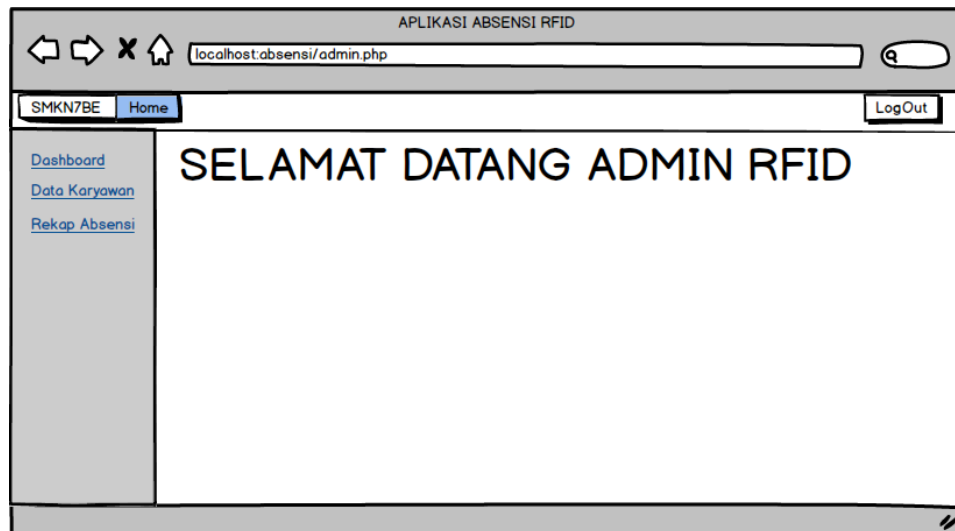 APLIKASI ABSENSI RFID
localhost:absensi/admin.php
SMKN7BE Home LogOut
Dashboard
Data Karyawan
Rekap Absensi
SELAMAT DATANG ADMIN RFID